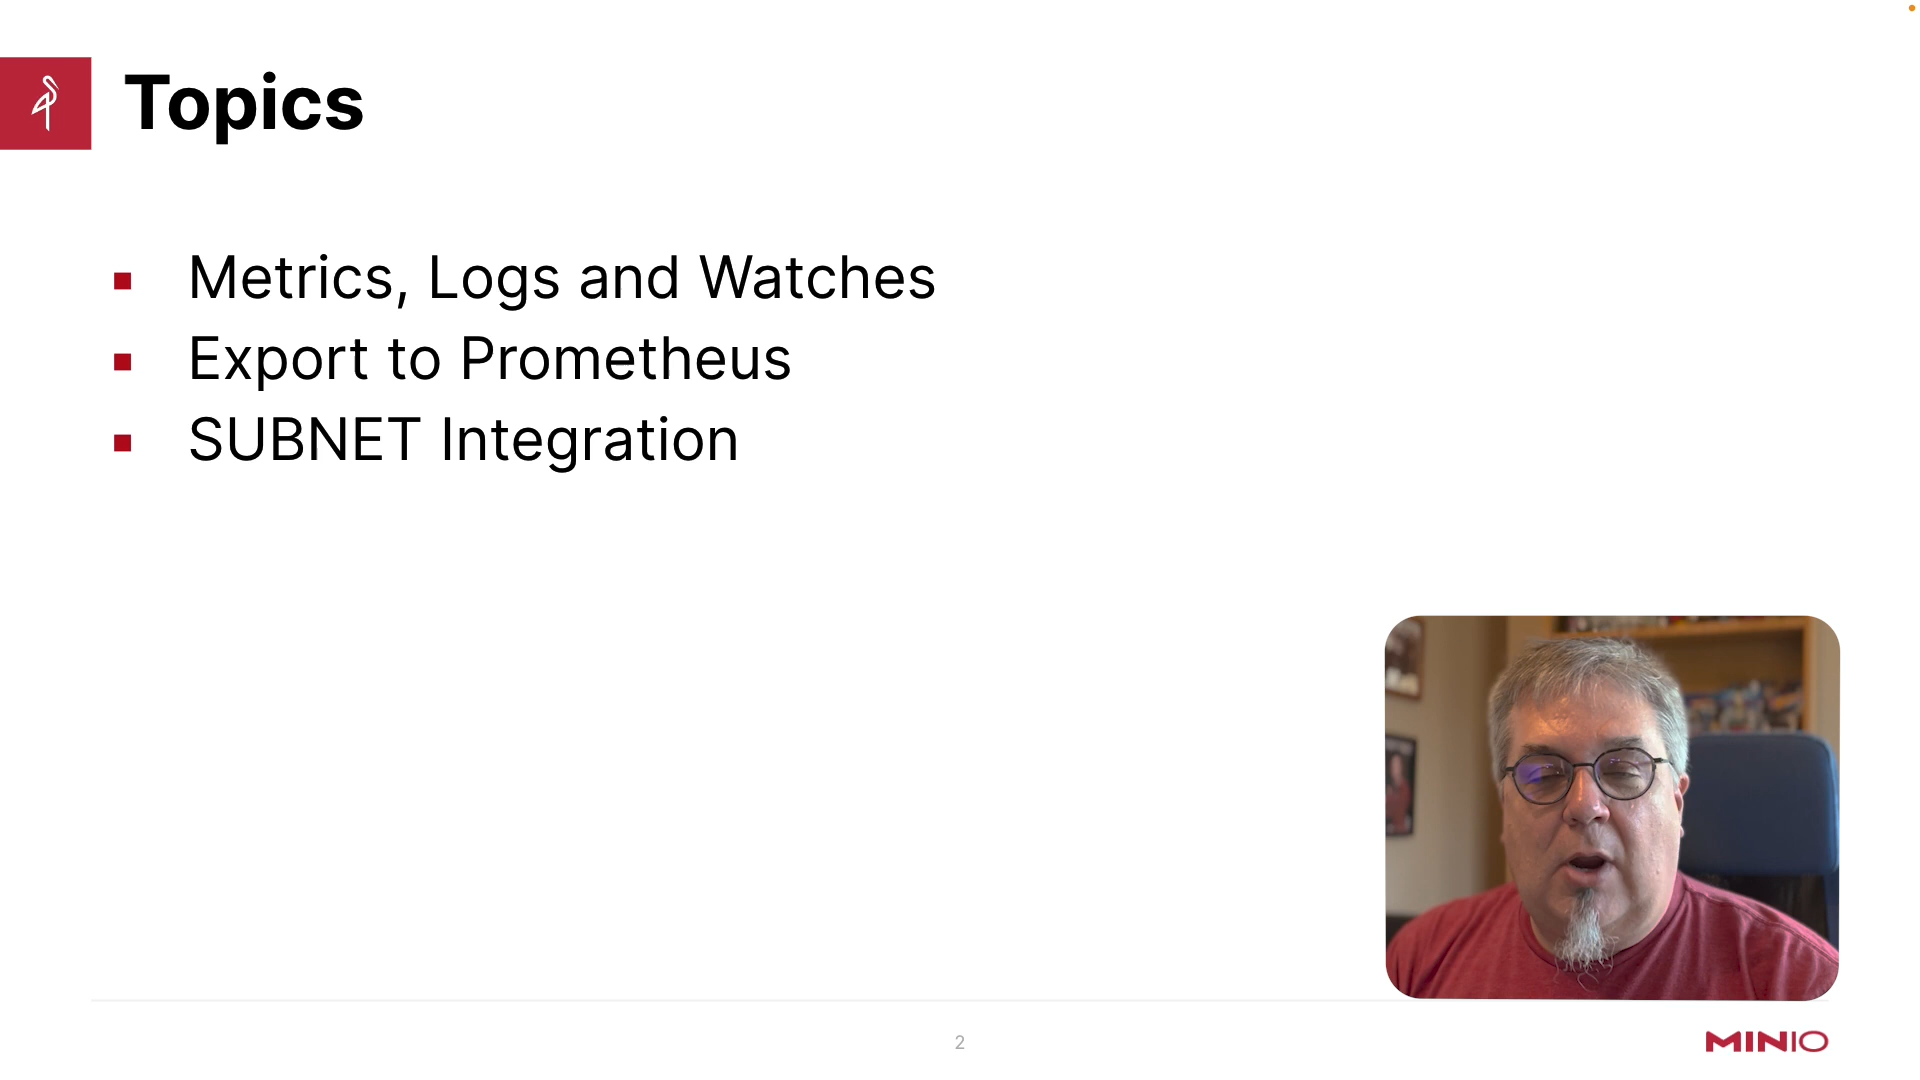 Topics
Metrics, Logs and Watches
Export to Prometheus
SUBNET Integration
2
MINIO